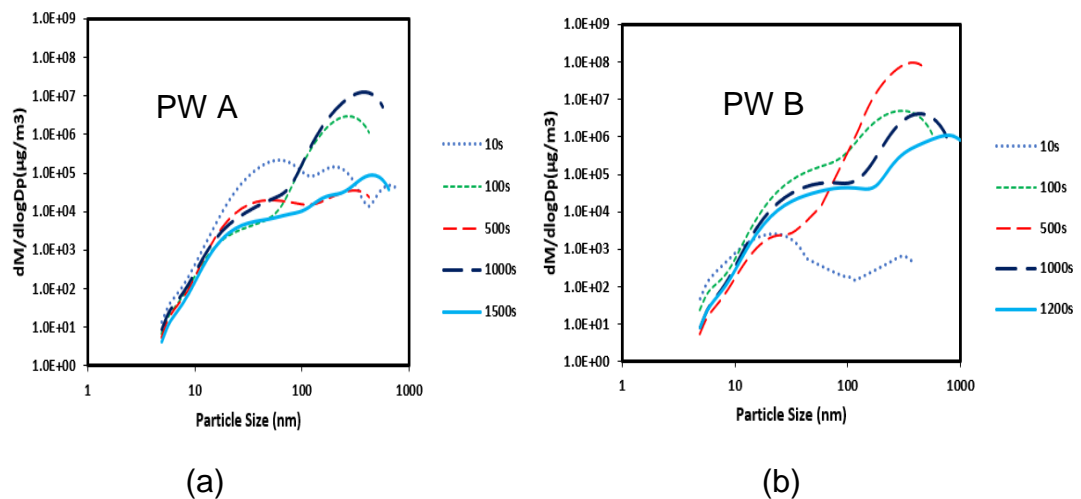 1.0E+09
1.0E+08
1.0E+07
1.0E+06
1.0E+05
1.0E+04
1.0E+03
1.0E+02
1.0E+01
1.0E+00
dM/dlogDp(µg/m3)
PW A
1 10 100 1000
Particle Size (nm)
10s
100s
500s
1000s
1500s
(a)
1.0E+09
1.0E+08
1.0E+07
1.0E+06
1.0E+05
1.0E+04
1.0E+03
1.0E+02
1.0E+01
1.0E+00
dM/dlogDp(µg/m3)
PW B
1 10 100 1000
Particle Size (nm)
10s
100s
500s
1000s
1200s
(b)